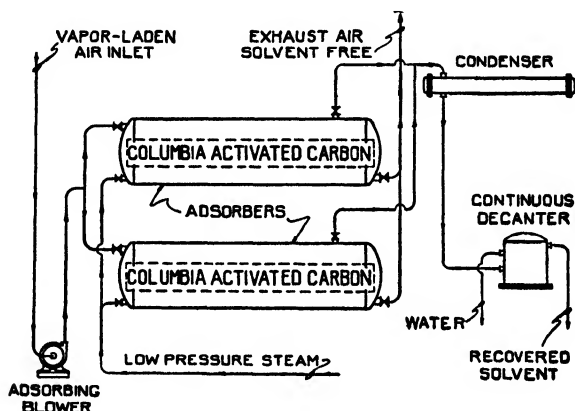 VAPOR-LADEN
AIR INLET
EXHAUST AIR
SOLVENT FREE
CONDENSER
COLUMBIA ACTIVATED CARBON
ADSORBERS
CONTINUOUS
DECANTER
COLUMBIA ACTIVATED CARBON
WATER
LOW PRESSURE STEAM
RECOVERED
SOLVENT
ADSORBING
BLOWER